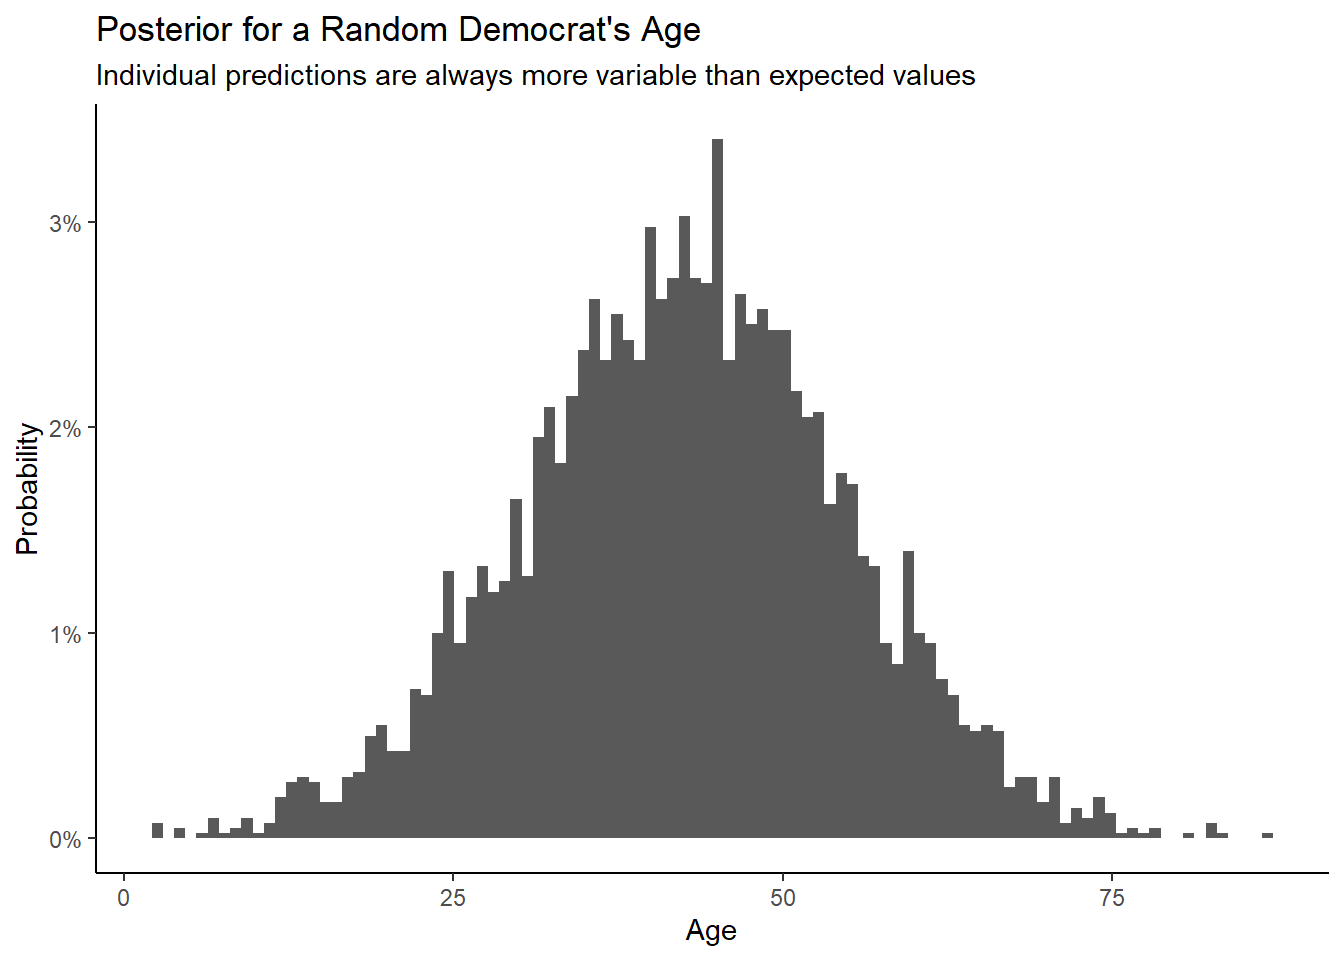 Posterior for a Random Democrat's Age
Individual predictions are always more variable than expected values
3%
2%
1%
0%
Probability
0 25 50 75
Age